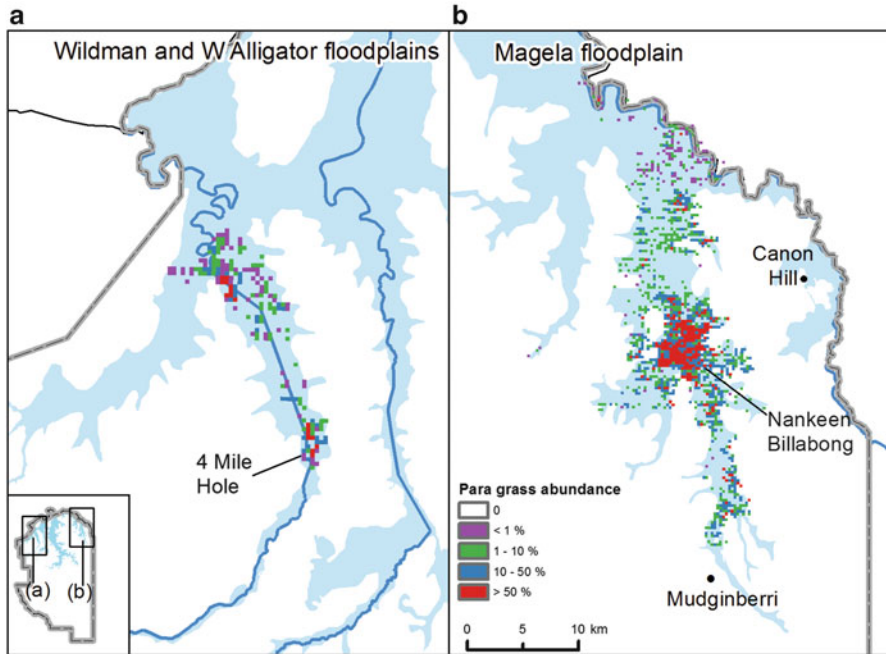 a
Wildman and W Alligator floodplains
4 Mile
Hole
(a)
(b)
b
Magela floodplain
Canon
Hill
Nankeen
Billabong
Mudginberri
Para grass abundance
0
< 1 %
1 - 10 %
10 - 50 %
> 50 %
0 5 10 km